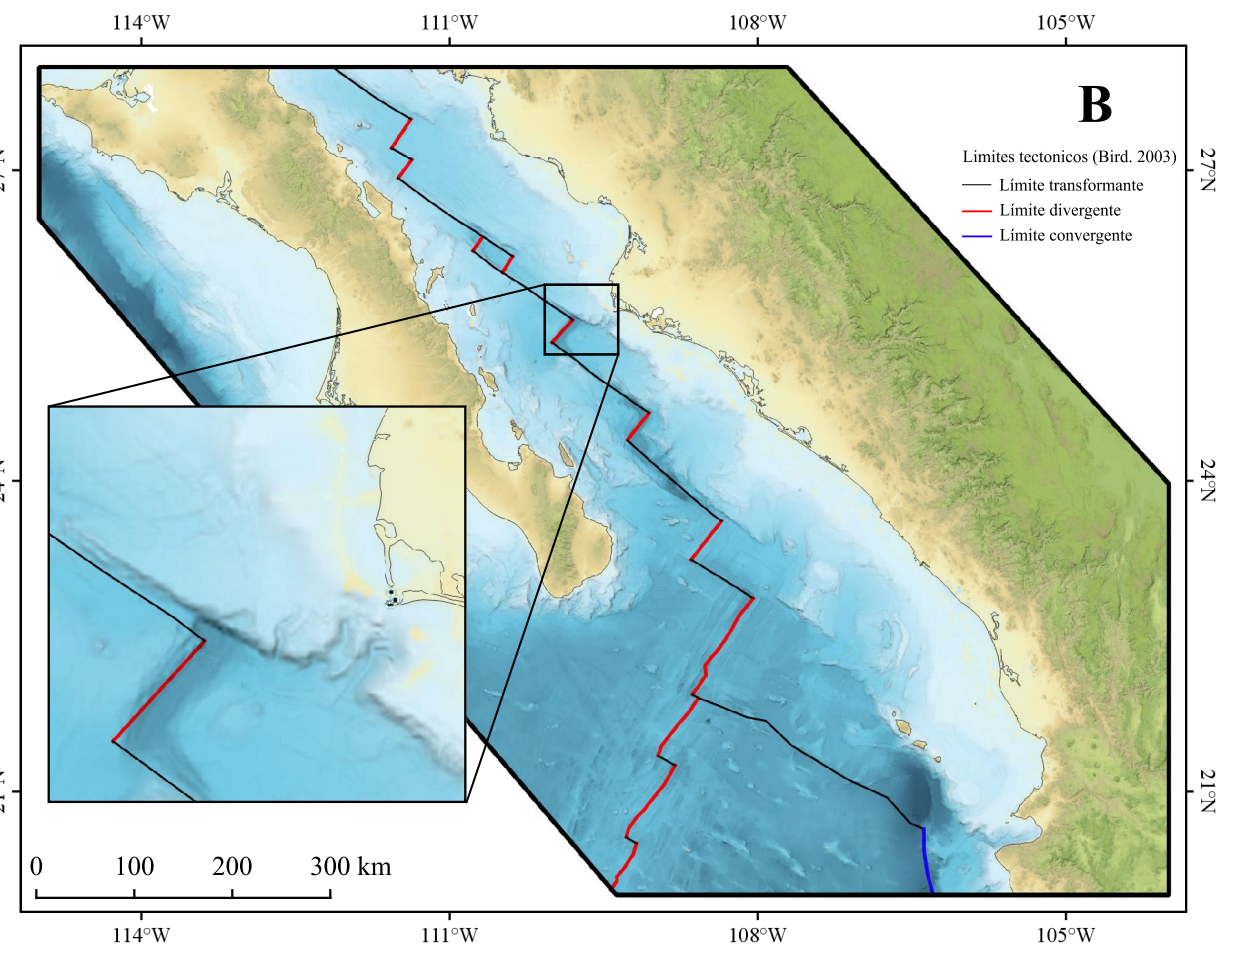 114°W 111°W 108°W 105°W
B
Limites tectonicos (Bird. 2003)
Límite transformante
Límite divergente
Límite convergente
27°N
24°N
21°N
0 100 200 300 km
114°W 111°W 108°W 105°W